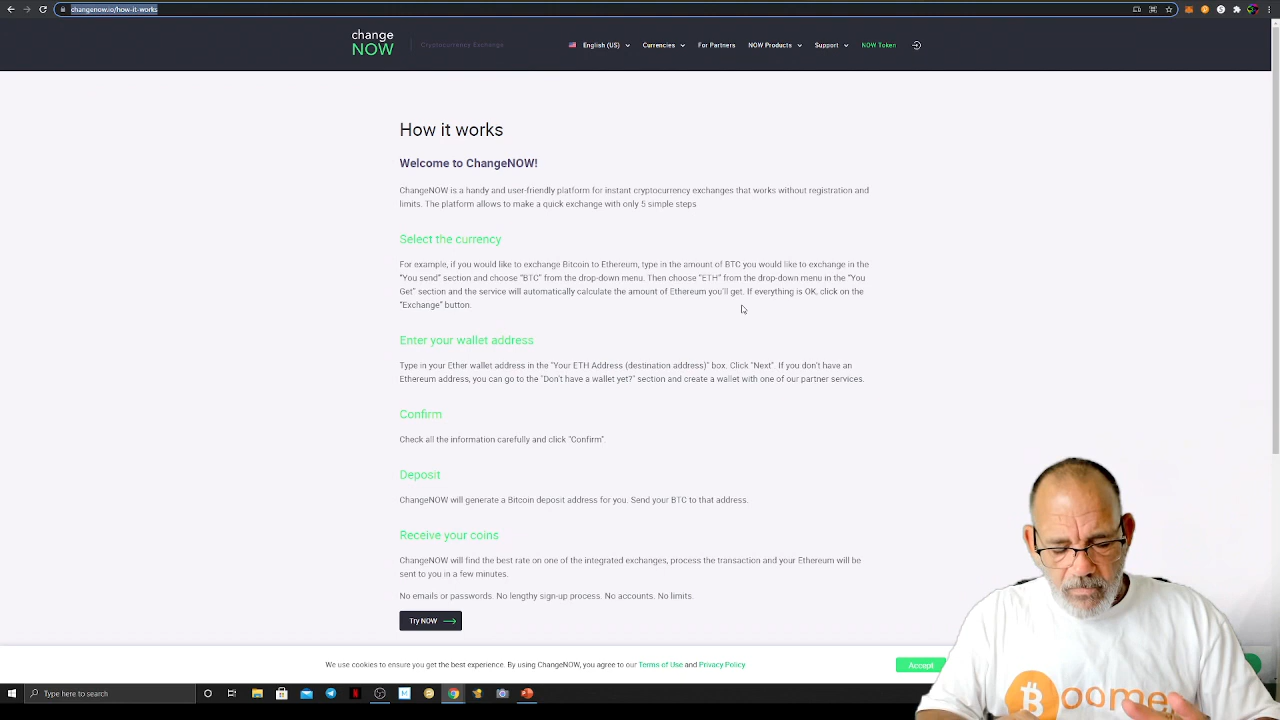 changenow.io/how-it-works
change
NOW
Cryptocurrency Exchange
English (US)
Currencies
For Partners
NOW Products
Support
NOW Token
How it works
Welcome to ChangeNOW!
ChangeNOW is a handy and user-friendly platform for instant cryptocurrency exchanges that works without registration and
limits. The platform allows to make a quick exchange with only 5 simple steps
Select the currency
For example, if you would like to exchange Bitcoin to Ethereum, type in the amount of BTC you would like to exchange in the
"You send" section and choose "BTC" from the drop-down menu. Then choose "ETH" from the drop-down menu in the "You
Get" section and the service will automatically calculate the amount of Ethereum you'll get. If everything is OK, click on the
"Exchange" button.
Enter your wallet address
Type in your Ether wallet address in the "Your ETH Address (destination address)" box. Click "Next". If you don't have an
Ethereum address, you can go to the "Don't have a wallet yet?" section and create a wallet with one of our partner services.
Confirm
Check all the information carefully and click "Confirm".
Deposit
ChangeNOW will generate a Bitcoin deposit address for you. Send your BTC to that address.
Receive your coins
ChangeNOW will find the best rate on one of the integrated exchanges, process the transaction and your Ethereum will be
sent to you in a few minutes.
No emails or passwords. No lengthy sign-up process. No accounts. No limits.
Try NOW
We use cookies to ensure you get the best experience. By using ChangeNOW, you agree to our Terms of Use and Privacy Policy
Accept
Type here to search
Boome